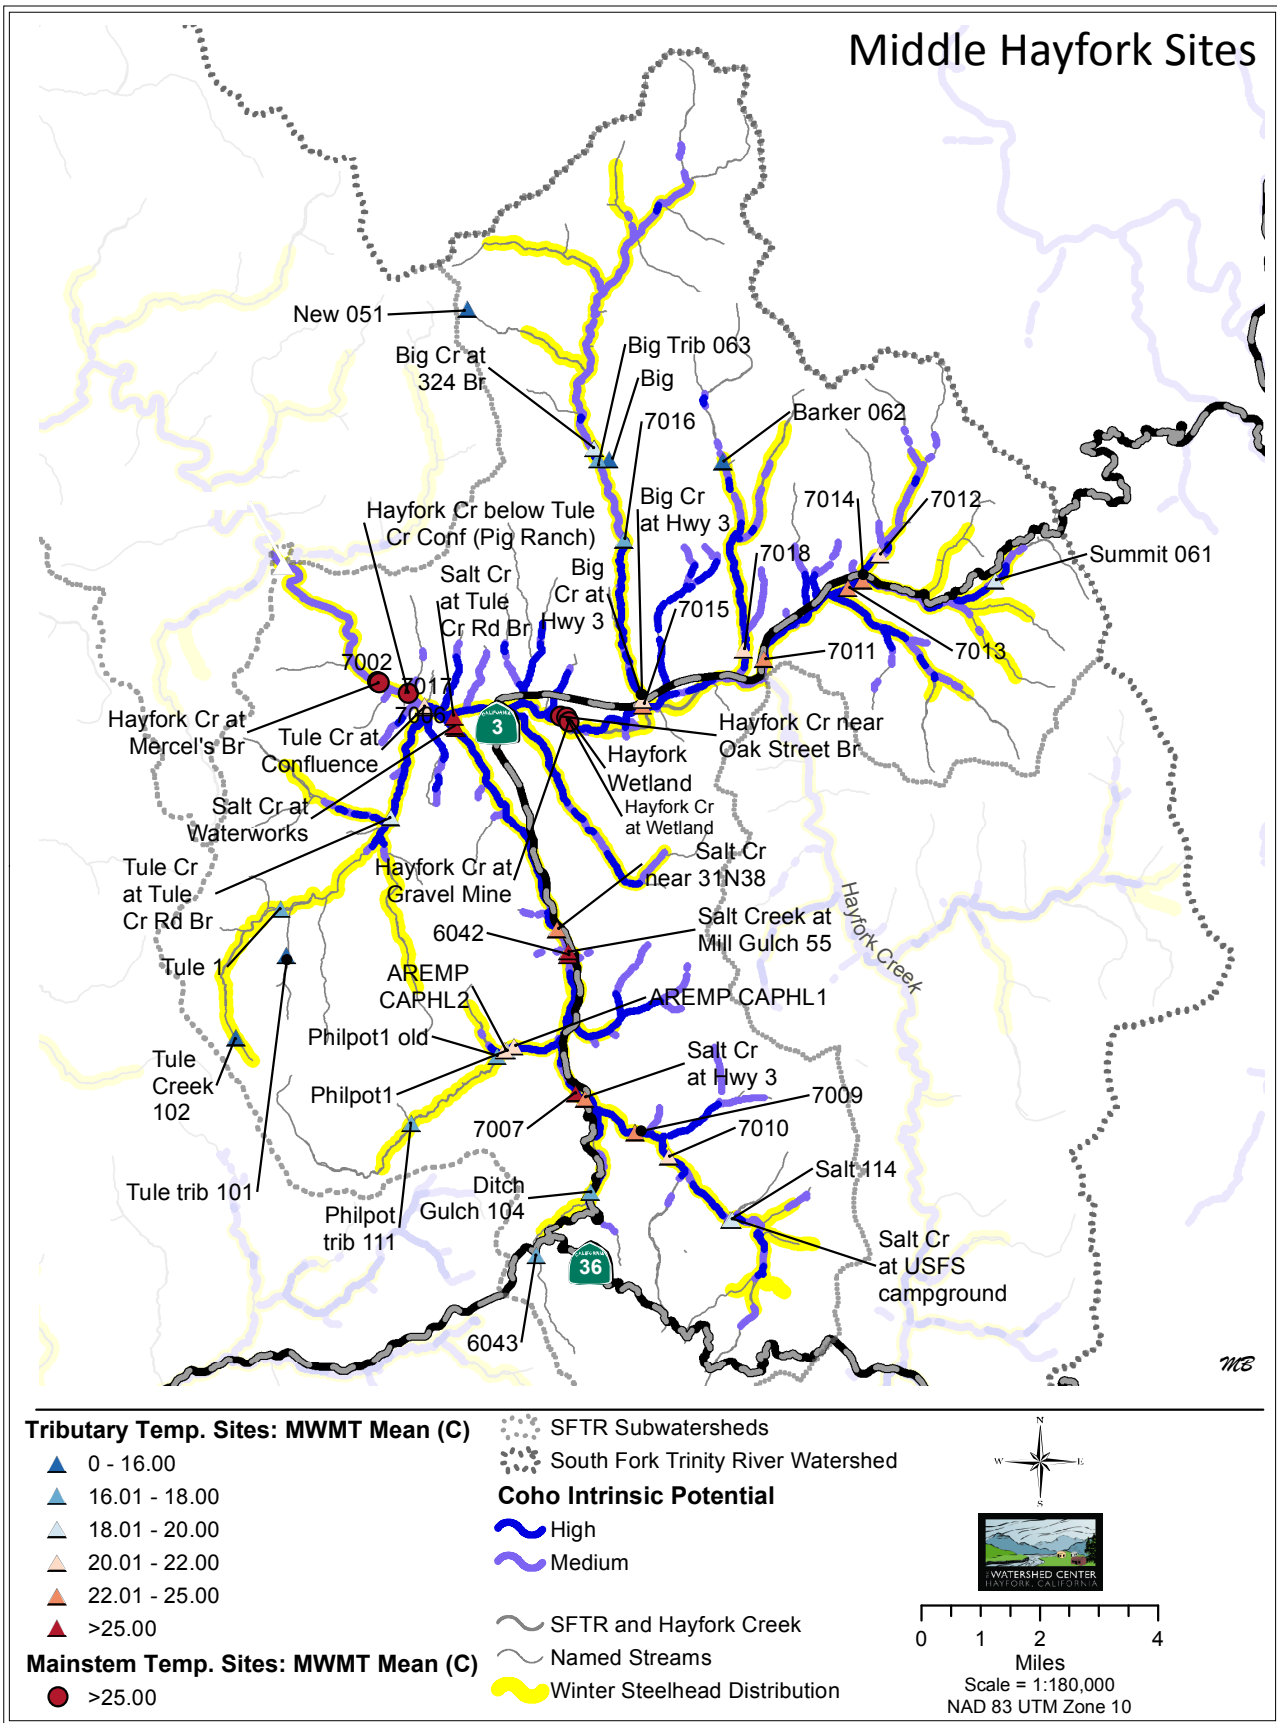 Middle Hayfork Sites
New 051
Big Cr at
324 Br
Big Trib 063
Big
7016
Barker 062
Big Cr
at Hwy 3
7014
7012
Hayfork Cr below Tule
Cr Conf (Pig Ranch)
Summit 061
7018
Salt Cr
at Tule
Cr Rd Br
Big
Cr at
Hwy 3
7015
7011
7013
7002
7017
7006
Hayfork Cr at
Mercel's Br
Tule Cr at
Confluence
CALIFORNIA
3
Hayfork Cr near
Oak Street Br
Hayfork
Wetland
Hayfork Cr
at Wetland
Salt Cr at
Waterworks
Hayfork Cr at
Gravel Mine
Salt Cr
near 31N38
Tule Cr
at Tule
Cr Rd Br
Hayfork Creek
6042
Salt Creek at
Mill Gulch 55
Tule 1
AREMP
CAPHL2
AREMP CAPHL1
Philpot1 old
Tule
Creek
102
Philpot1
Salt Cr
at Hwy 3
7009
7007
7010
Tule trib 101
Ditch
Gulch 104
Salt 114
Philpot
trib 111
Salt Cr
at USFS
campground
CALIFORNIA
36
6043
MB
Tributary Temp. Sites: MWMT Mean (C)
0 - 16.00
16.01 - 18.00
18.01 - 20.00
20.01 - 22.00
22.01 - 25.00
>25.00
Mainstem Temp. Sites: MWMT Mean (C)
>25.00
SFTR Subwatersheds
South Fork Trinity River Watershed
Coho Intrinsic Potential
High
Medium
SFTR and Hayfork Creek
Named Streams
Winter Steelhead Distribution
N
W E
S
THE WATERSHED CENTER
HAYFORK, CALIFORNIA
0 1 2 4
Miles
Scale = 1:180,000
NAD 83 UTM Zone 10